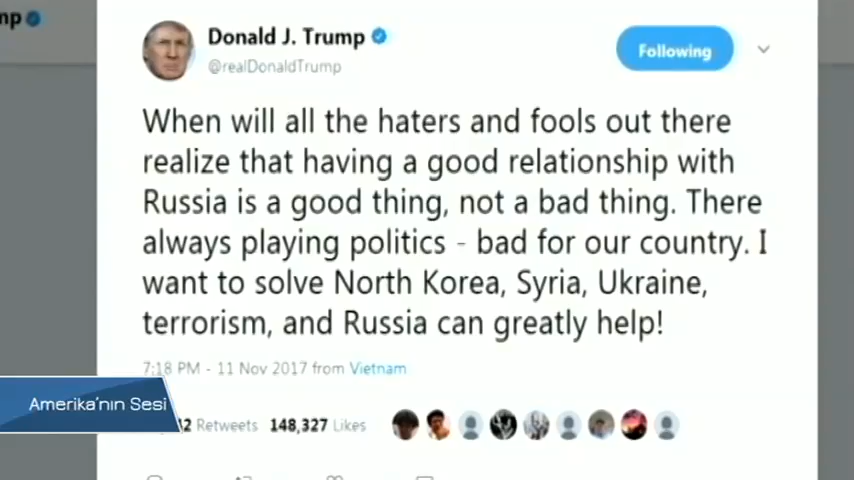 Donald J. Trump
@realDonaldTrump
Following
When will all the haters and fools out there
realize that having a good relationship with
Russia is a good thing, not a bad thing. There
always playing politics - bad for our country. I
want to solve North Korea, Syria, Ukraine,
terrorism, and Russia can greatly help!
7:18 PM - 11 Nov 2017 from Vietnam
Amerika'nın Sesi
Retweets 148,327 Likes